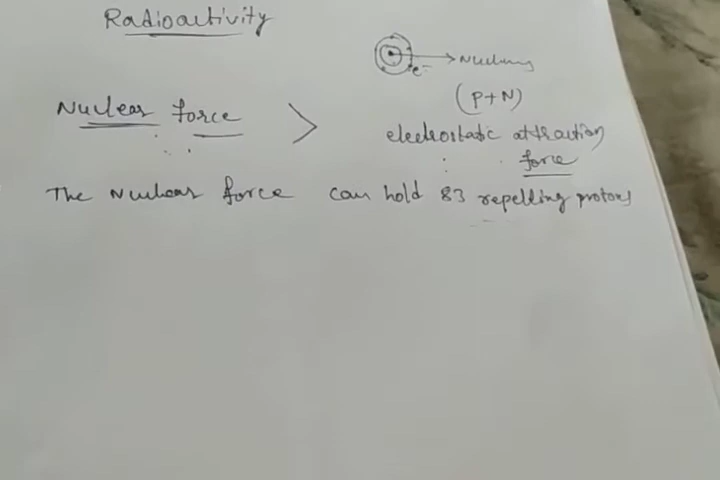 Radioactivity
e-
Nucleus
(P+N)
Nuclear force > electrostatic attraction
force
The Nuclear force can hold 83 repelling protons